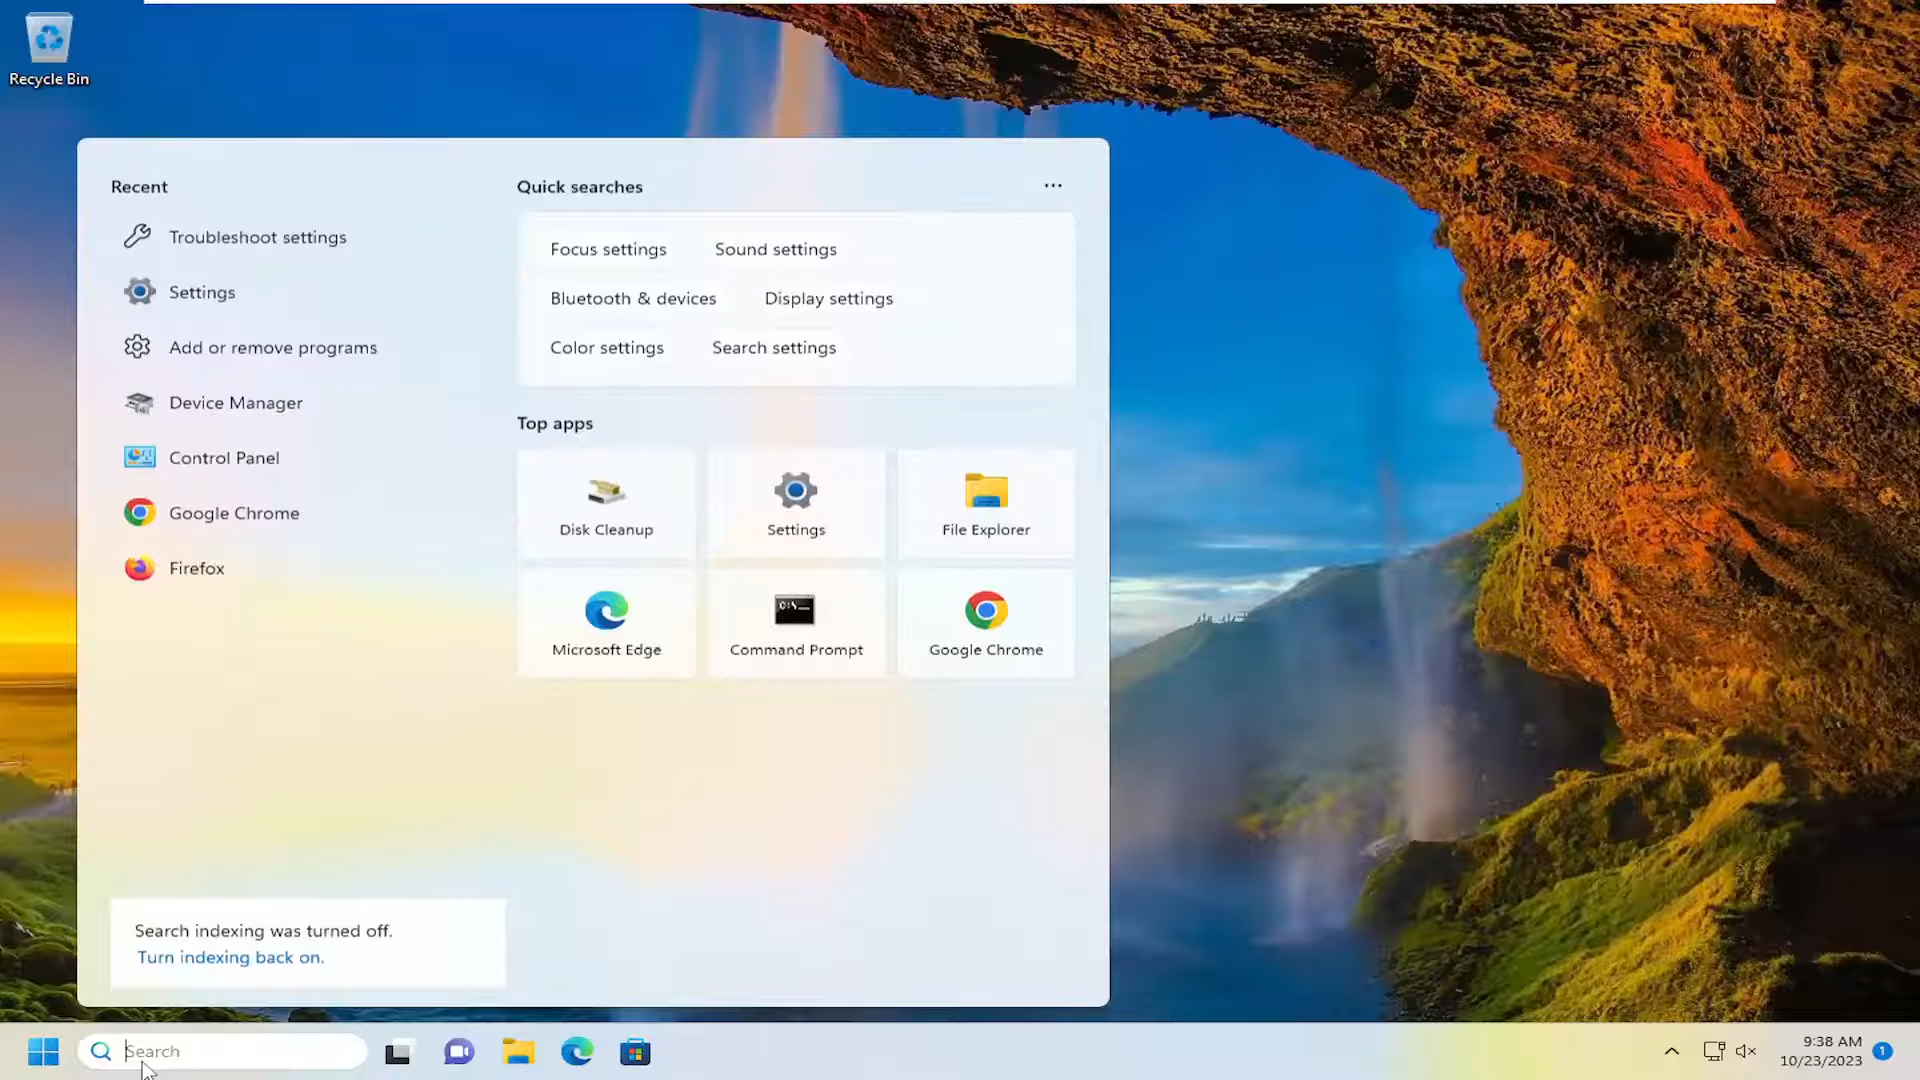 Recycle Bin
Recent
Troubleshoot settings
Settings
Add or remove programs
Device Manager
Control Panel
Google Chrome
Firefox
Quick searches
Focus settings
Sound settings
Bluetooth & devices
Display settings
Color settings
Search settings
Top apps
Disk Cleanup
Settings
File Explorer
C:\_
Microsoft Edge
Command Prompt
Google Chrome
Search indexing was turned off.
Turn indexing back on.
Search
9:38 AM
10/23/2023
1